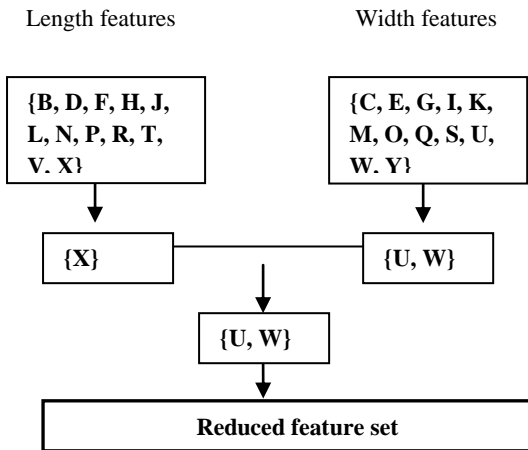 Length features
Width features
{B, D, F, H, J,
L, N, P, R, T,
V, X}
{C, E, G, I, K,
M, O, Q, S, U,
W, Y}
{X}
{U, W}
{U, W}
Reduced feature set